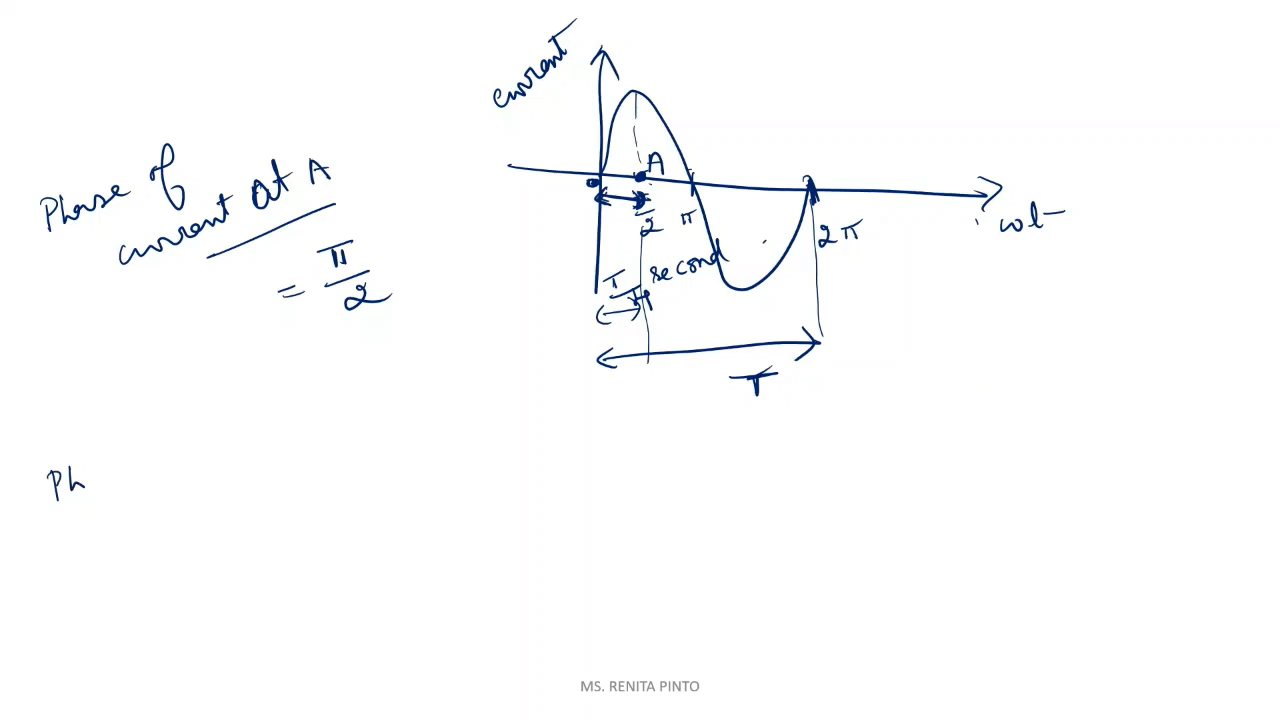 current
Phase of
current at A
= π/2
A
π/2
π
2π
ωt
T/4 second
T
Ph
MS. RENITA PINTO